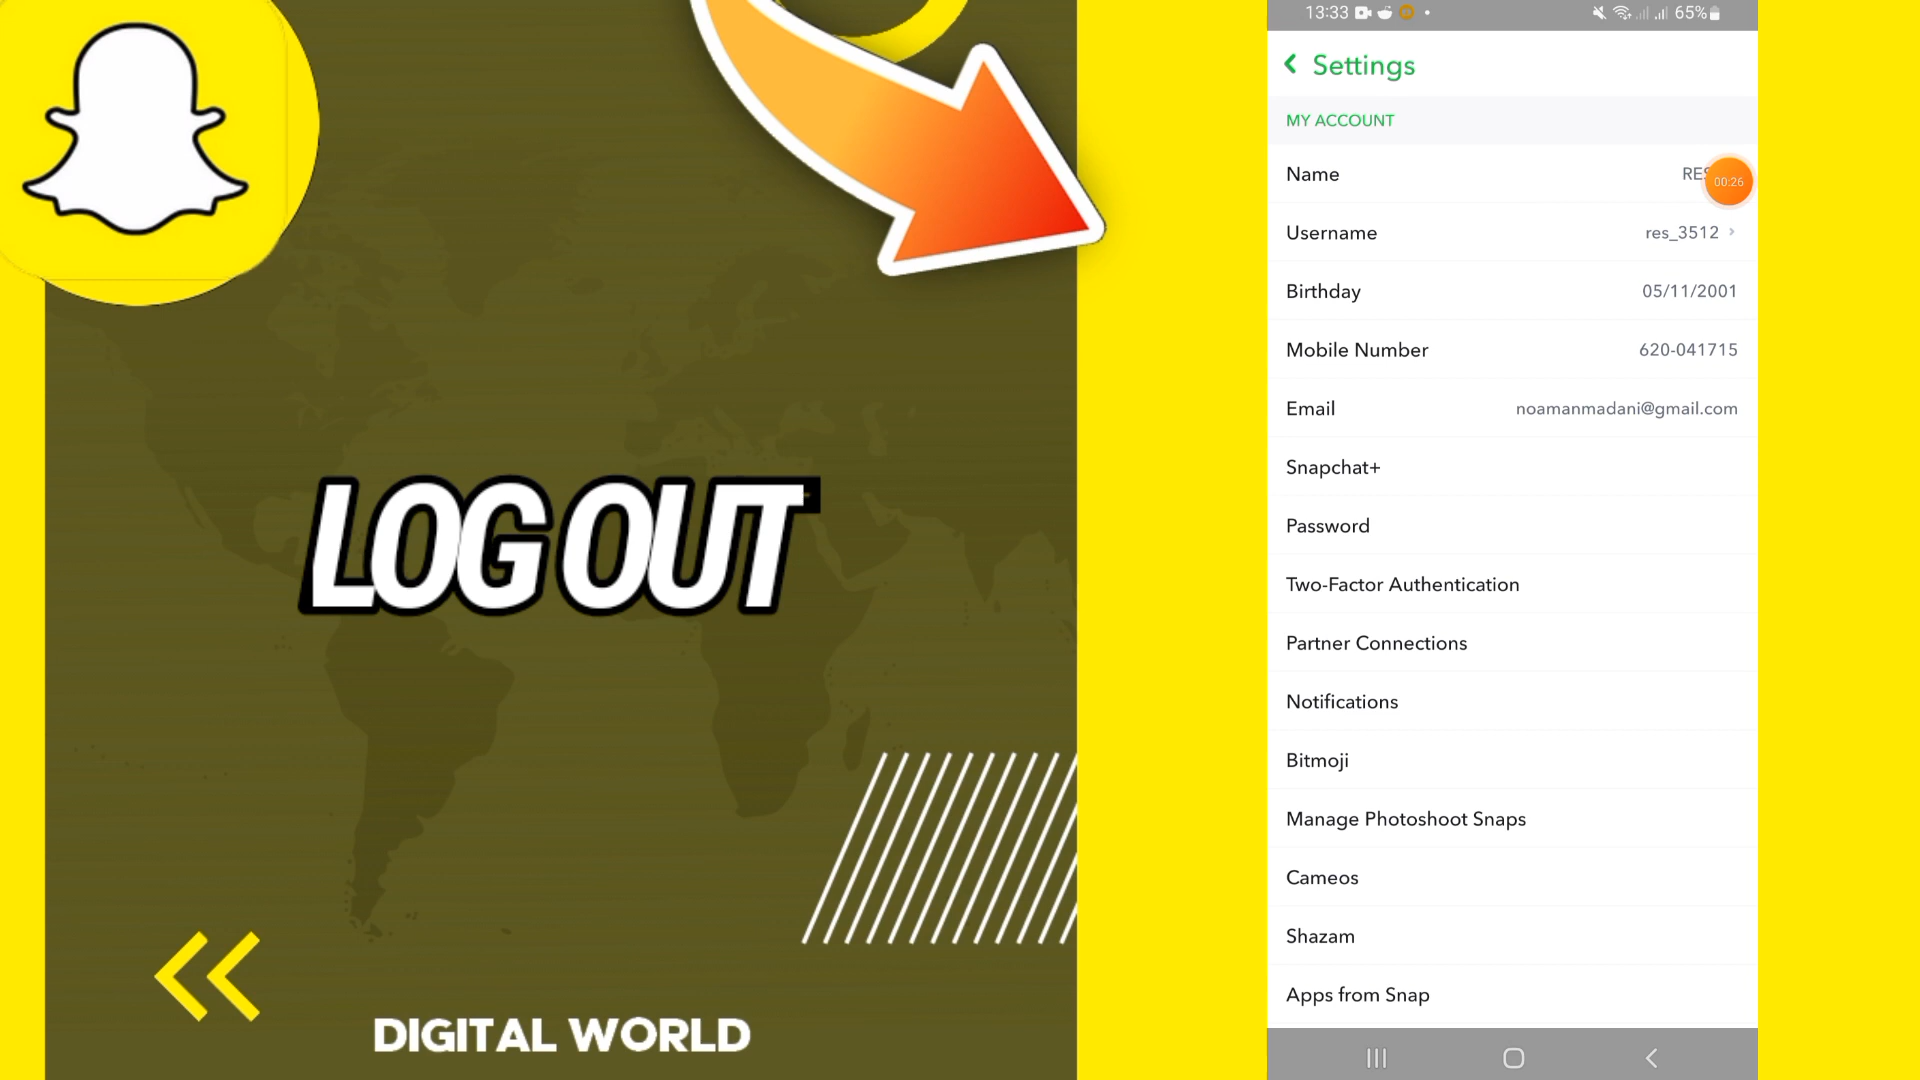 LOG OUT
DIGITAL WORLD
13:33
65%
Settings
MY ACCOUNT
Name
00:26
Username res_3512
Birthday 05/11/2001
Mobile Number 620-041715
Email noamanmadani@gmail.com
Snapchat+
Password
Two-Factor Authentication
Partner Connections
Notifications
Bitmoji
Manage Photoshoot Snaps
Cameos
Shazam
Apps from Snap